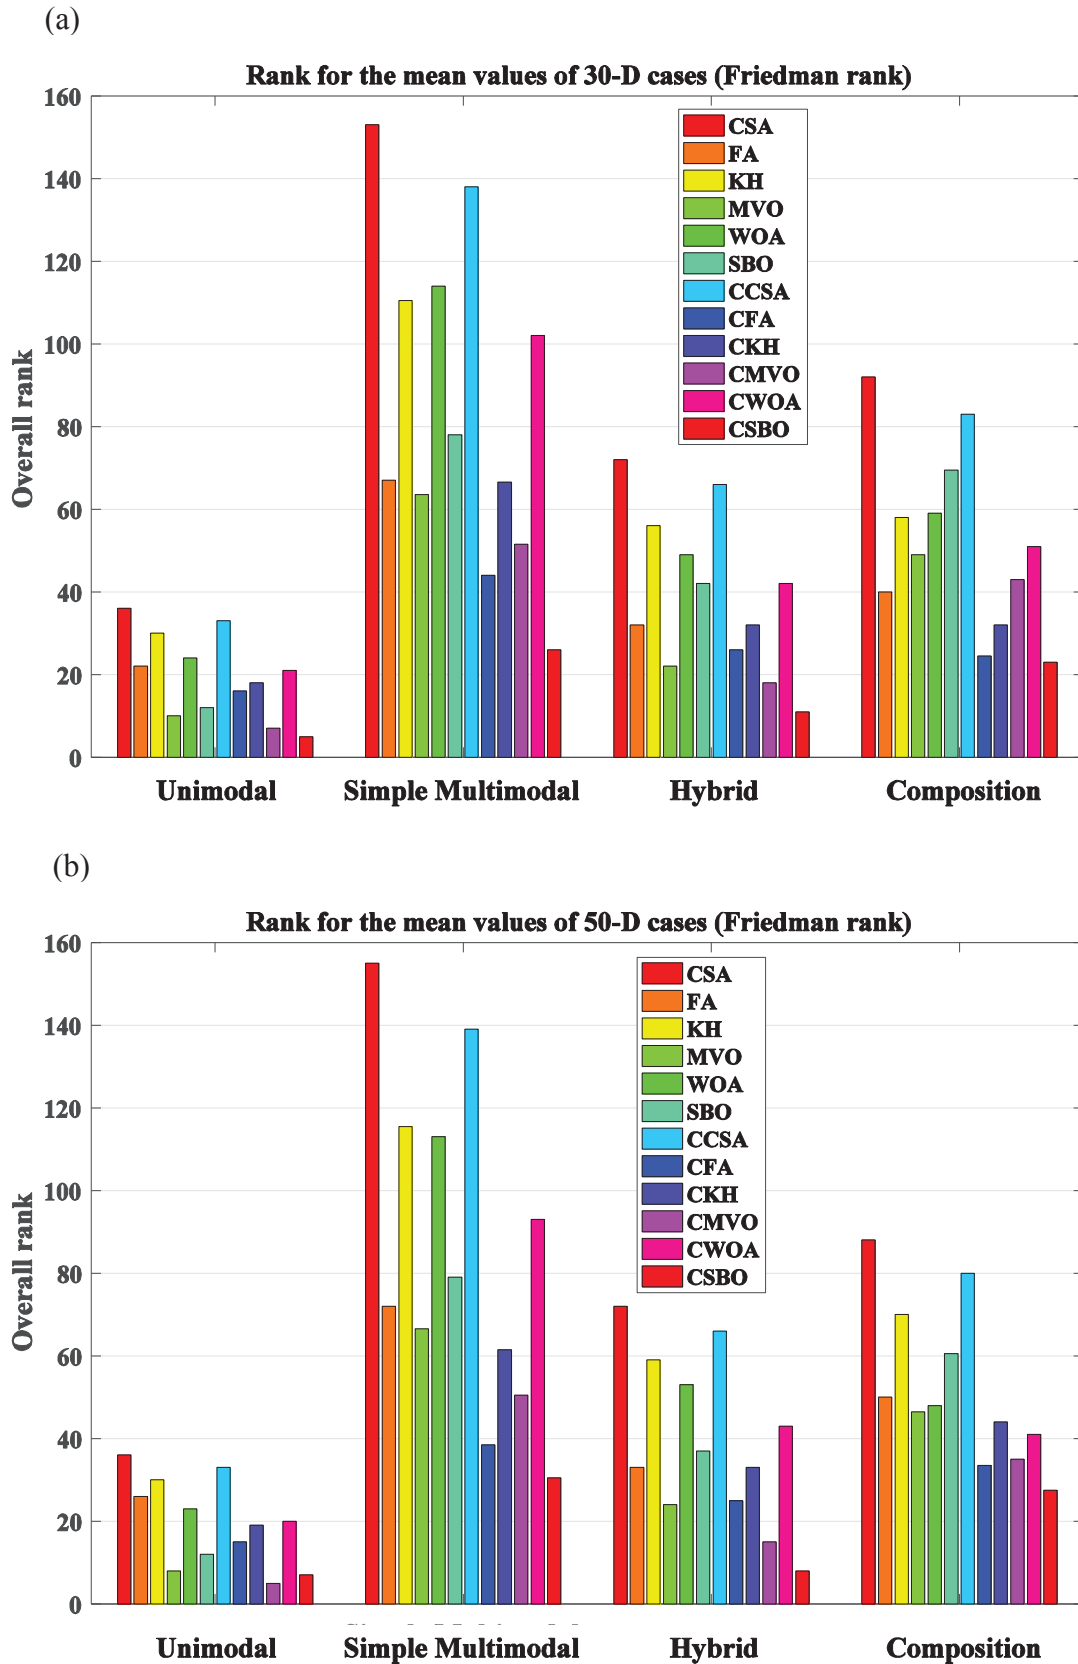 (a)
Rank for the mean values of 30-D cases (Friedman rank)
160
140
120
100
80
60
40
20
0
Overall rank
CSA
FA
KH
MVO
WOA
SBO
CCSA
CFA
CKH
CMVO
CWOA
CSBO
Unimodal
Simple Multimodal
Hybrid
Composition
(b)
Rank for the mean values of 50-D cases (Friedman rank)
160
140
120
100
80
60
40
20
0
Overall rank
CSA
FA
KH
MVO
WOA
SBO
CCSA
CFA
CKH
CMVO
CWOA
CSBO
Unimodal
Simple Multimodal
Hybrid
Composition